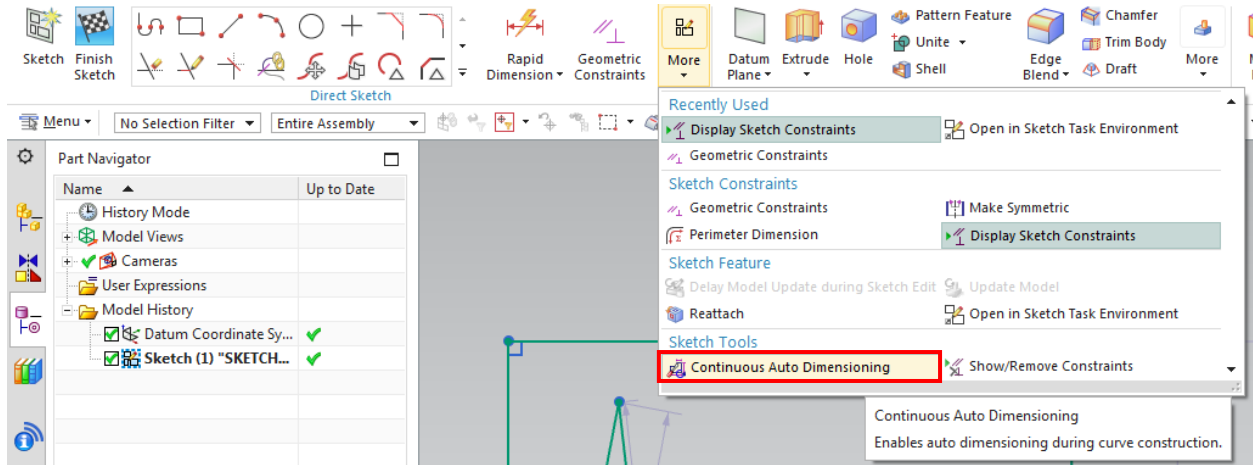 Sketch
Finish
Sketch
Direct Sketch
Rapid
Dimension
Geometric
Constraints
More
Datum
Plane
Extrude
Hole
Pattern Feature
Unite
Shell
Edge
Blend
Chamfer
Trim Body
Draft
More
Menu
No Selection Filter
Entire Assembly
Part Navigator
Name
Up to Date
History Mode
Model Views
Cameras
User Expressions
Model History
Datum Coordinate Sy...
Sketch (1) "SKETCH...
Recently Used
Display Sketch Constraints
Open in Sketch Task Environment
Geometric Constraints
Sketch Constraints
Geometric Constraints
Make Symmetric
Perimeter Dimension
Display Sketch Constraints
Sketch Feature
Delay Model Update during Sketch Edit
Update Model
Reattach
Open in Sketch Task Environment
Sketch Tools
Continuous Auto Dimensioning
Show/Remove Constraints
Continuous Auto Dimensioning
Enables auto dimensioning during curve construction.